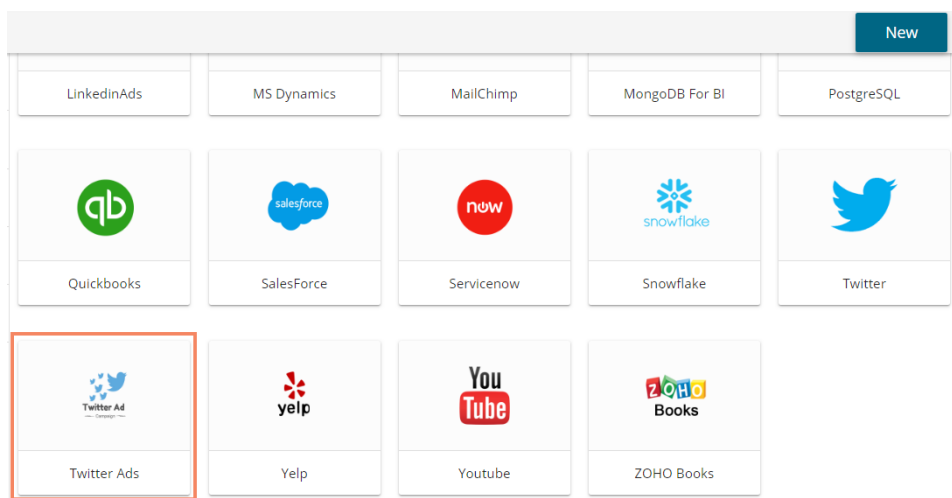 New
LinkedinAds
MS Dynamics
MailChimp
MongoDB For BI
PostgreSQL
qb
salesforce
now
snowflake
Quickbooks
SalesForce
Servicenow
Snowflake
Twitter
Twitter Ad
Campaign
yelp
You
Tube
ZOHO
Books
Twitter Ads
Yelp
Youtube
ZOHO Books